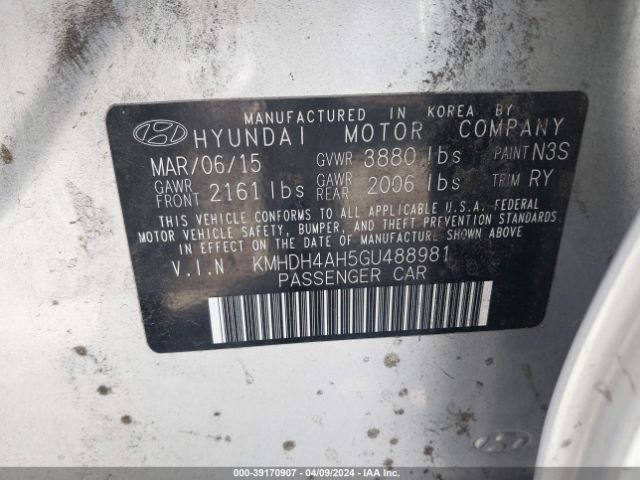 MANUFACTURED IN KOREA BY
HYUNDAI MOTOR COMPANY
MAR/06/15 GVWR 3880 lbs PAINT N3S
GAWR FRONT 2161 lbs GAWR REAR 2006 lbs TRIM RY
THIS VEHICLE CONFORMS TO ALL APPLICABLE U.S.A. FEDERAL
MOTOR VEHICLE SAFETY, BUMPER, AND THEFT PREVENTION STANDARDS
IN EFFECT ON THE DATE OF MANUFACTURE SHOWN ABOVE.
V.I.N KMHDH4AH5GU488981
PASSENGER CAR
000-39170907 - 04/09/2024 - IAA Inc.